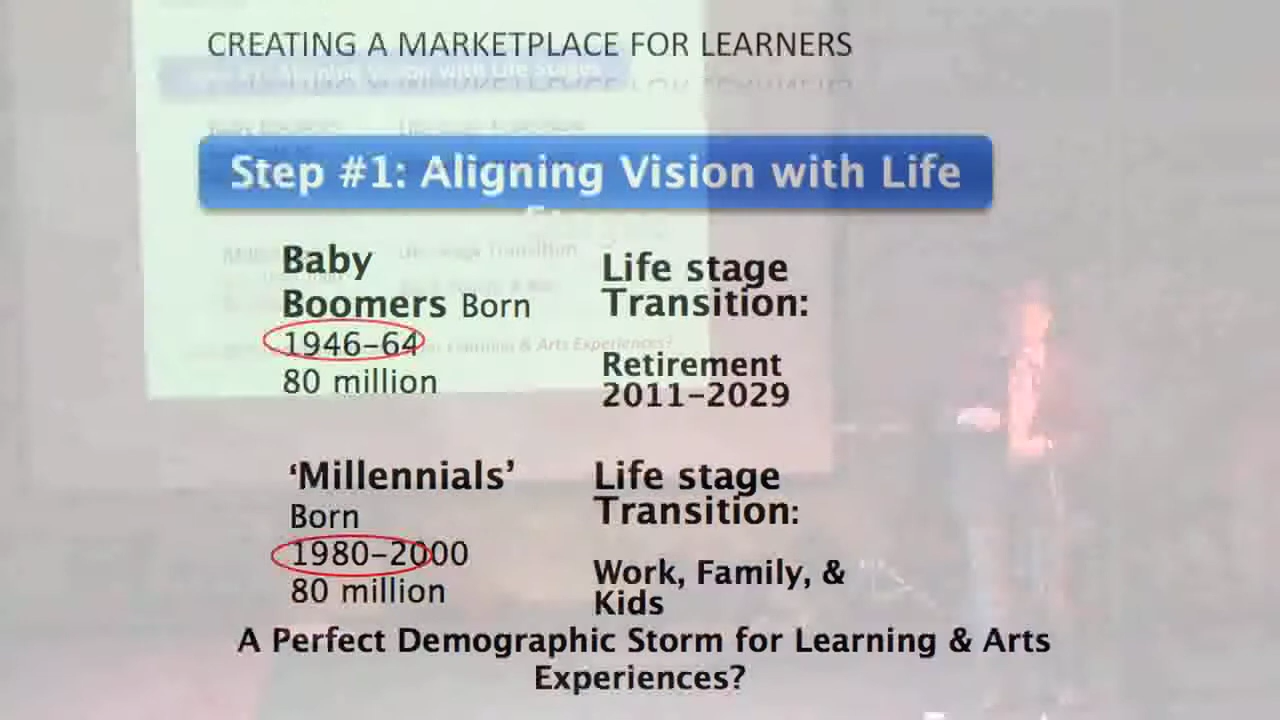 CREATING A MARKETPLACE FOR LEARNERS
Step #1: Aligning Vision with Life
Baby
Boomers Born
1946-64
80 million
Life stage
Transition:
Retirement
2011-2029
‘Millennials’
Born
1980-2000
80 million
Life stage
Transition:
Work, Family, &
Kids
A Perfect Demographic Storm for Learning & Arts
Experiences?